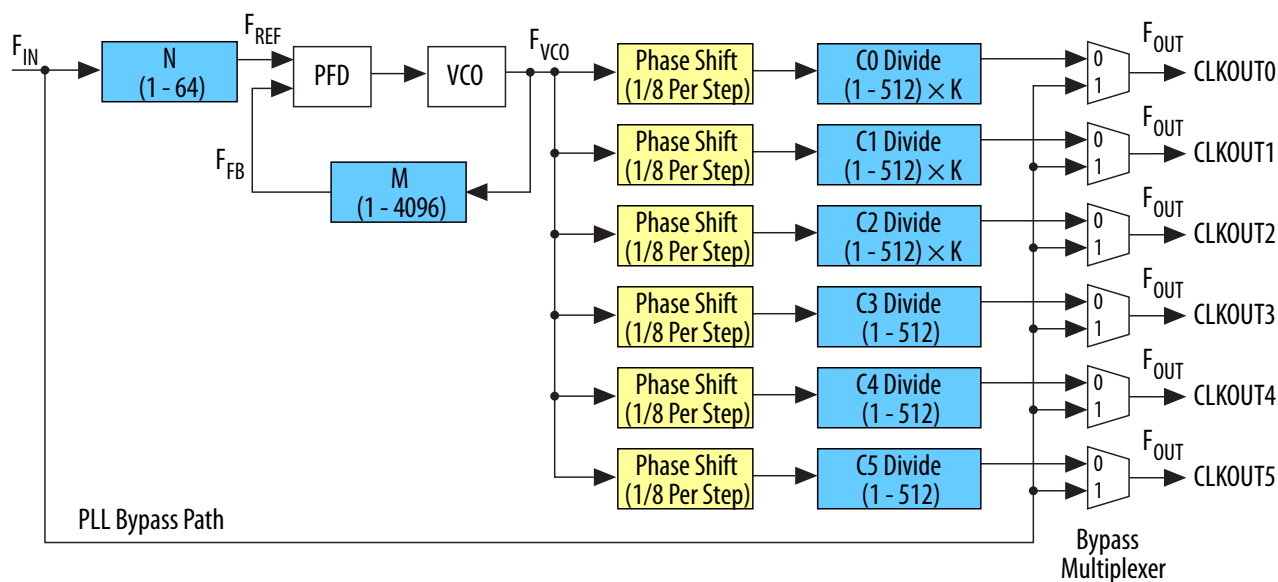 F_IN
N
(1 - 64)
F_REF
PFD
VCO
F_VCO
F_FB
M
(1 - 4096)
Phase Shift
(1/8 Per Step)
C0 Divide
(1 - 512) × K
0
1
F_OUT
CLKOUT0
Phase Shift
(1/8 Per Step)
C1 Divide
(1 - 512) × K
0
1
F_OUT
CLKOUT1
Phase Shift
(1/8 Per Step)
C2 Divide
(1 - 512) × K
0
1
F_OUT
CLKOUT2
Phase Shift
(1/8 Per Step)
C3 Divide
(1 - 512)
0
1
F_OUT
CLKOUT3
Phase Shift
(1/8 Per Step)
C4 Divide
(1 - 512)
0
1
F_OUT
CLKOUT4
Phase Shift
(1/8 Per Step)
C5 Divide
(1 - 512)
0
1
F_OUT
CLKOUT5
PLL Bypass Path
Bypass
Multiplexer